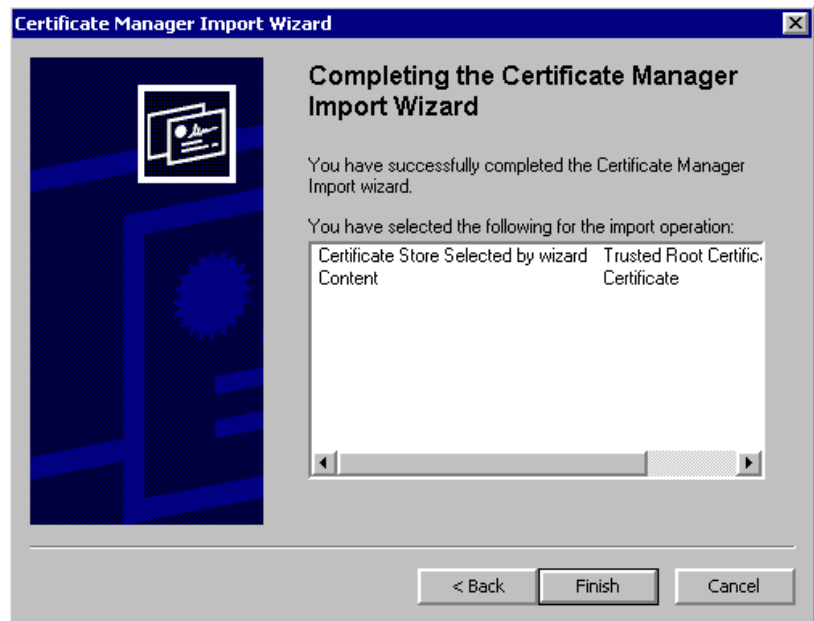 Certificate Manager Import Wizard
Completing the Certificate Manager
Import Wizard
You have successfully completed the Certificate Manager
Import wizard.
You have selected the following for the import operation:
Certificate Store Selected by wizard Trusted Root Certific
Content Certificate
< Back Finish Cancel